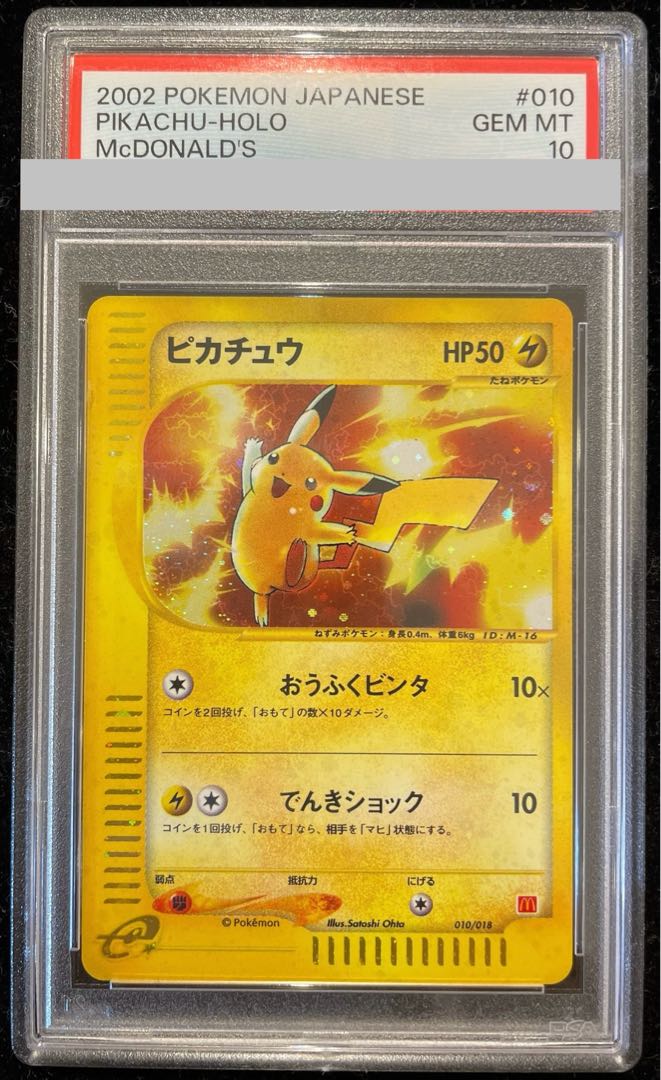 2002 POKEMON JAPANESE #010
PIKACHU-HOLO GEM MT
McDONALD'S 10
ピカチュウ HP50
たねポケモン
ねずみポケモン：身長0.4m、体重6kg ID:M-16
おうふくビンタ 10×
コインを2回投げ、「おもて」の数×10ダメージ。
でんきショック 10
コインを1回投げ、「おもて」なら、相手を「マヒ」状態にする。
弱点 抵抗力 にげる
©Pokémon Illus.Satoshi Ohta 010/018
PSA